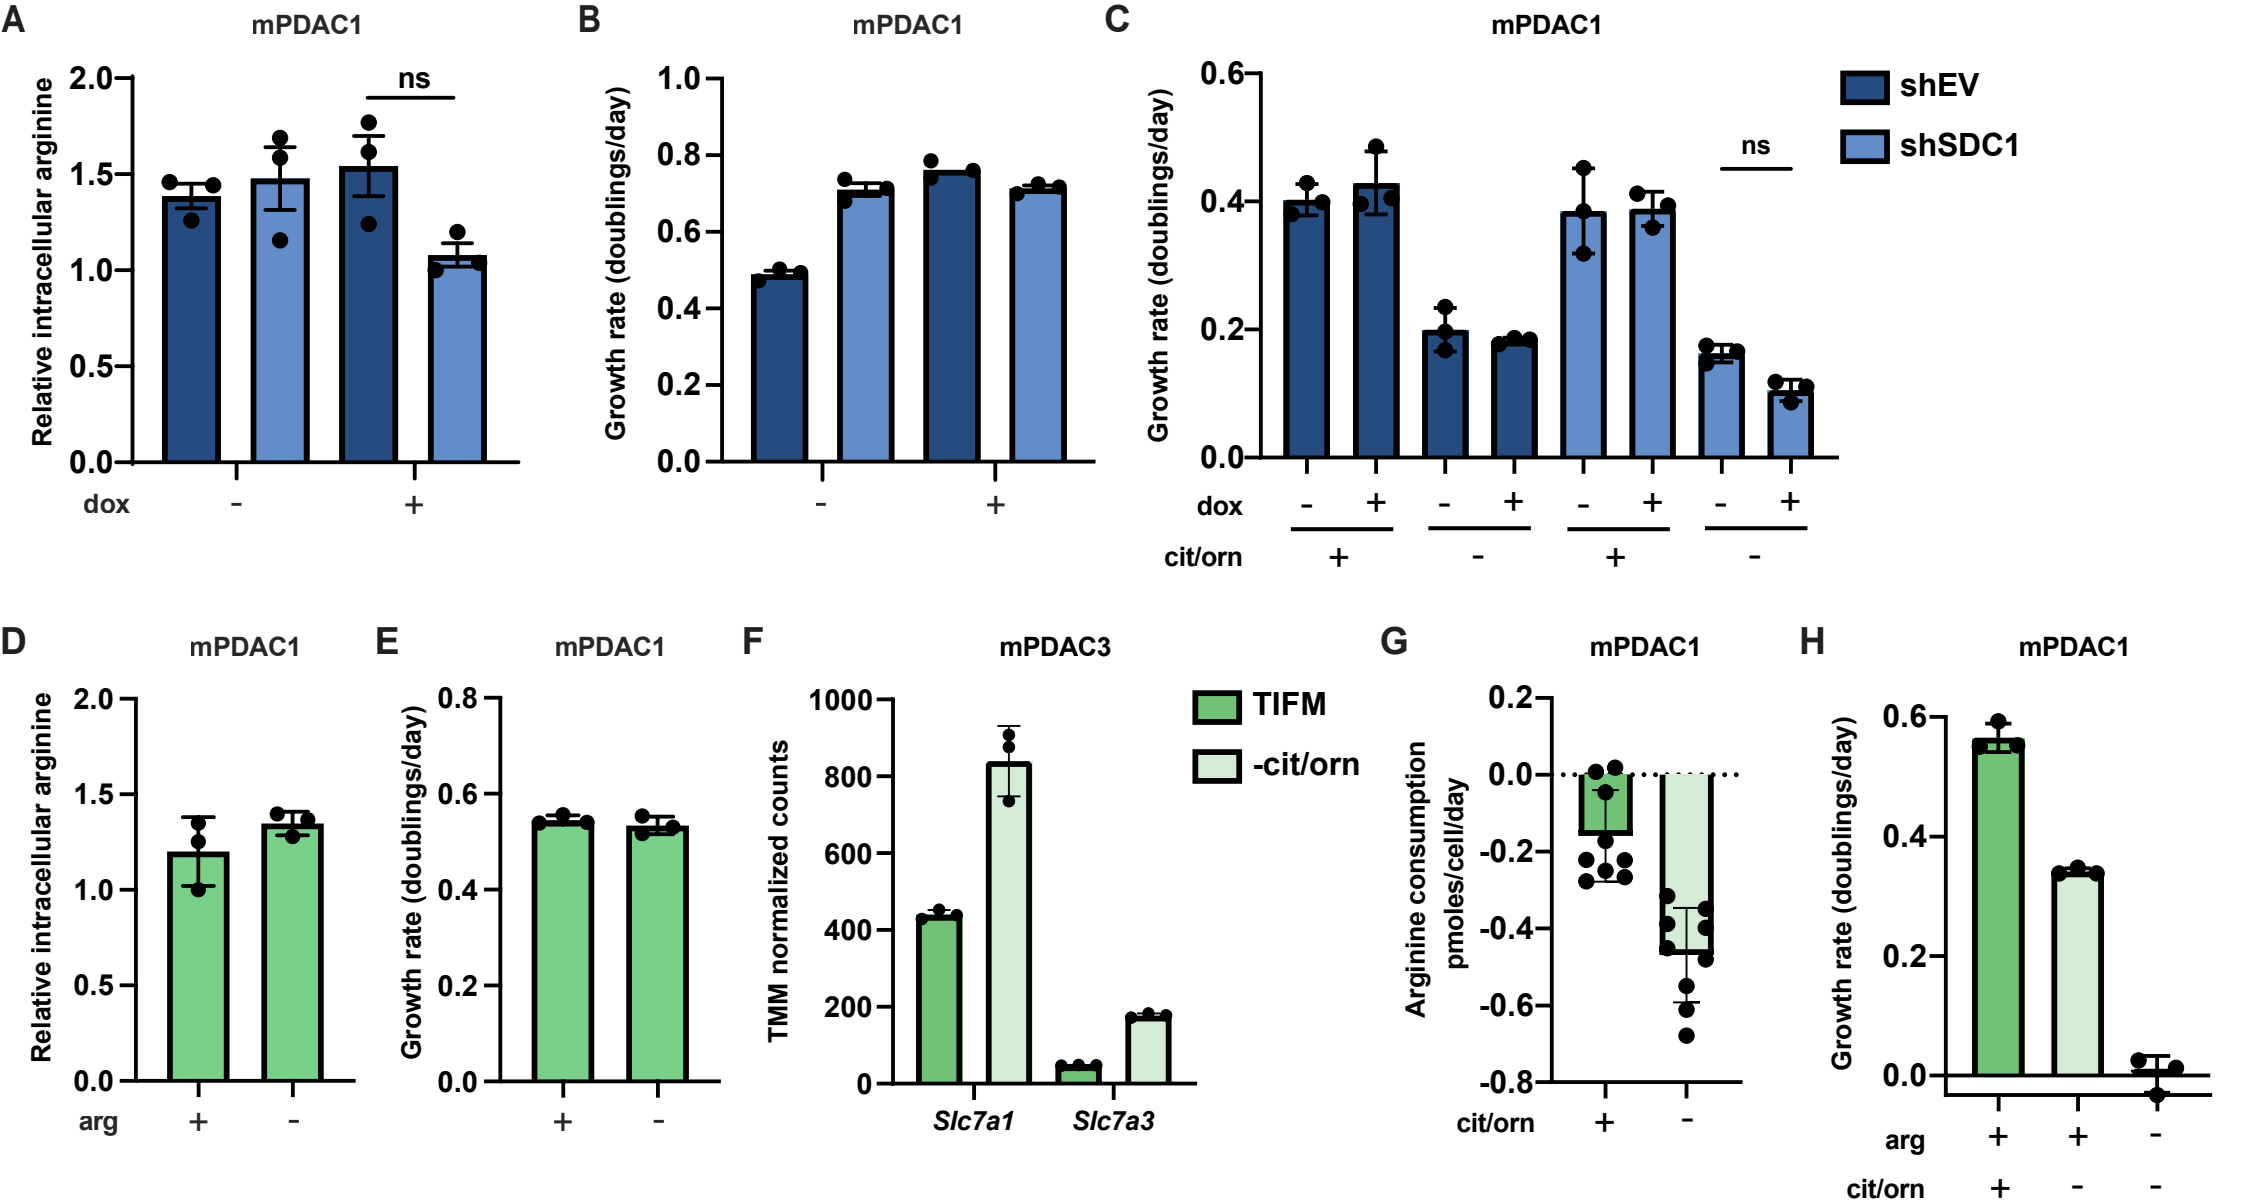 A
mPDAC1
Relative intracellular arginine
2.0
1.5
1.0
0.5
0.0
ns
dox
-
+
B
mPDAC1
Growth rate (doublings/day)
1.0
0.8
0.6
0.4
0.2
0.0
-
+
C
mPDAC1
Growth rate (doublings/day)
0.6
0.4
0.2
0.0
ns
dox
- + - + - + - +
cit/orn
+ - + -
shEV
shSDC1
D
mPDAC1
Relative intracellular arginine
2.0
1.5
1.0
0.5
0.0
arg
+
-
E
mPDAC1
Growth rate (doublings/day)
0.8
0.6
0.4
0.2
0.0
+
-
F
mPDAC3
TMM normalized counts
1000
800
600
400
200
0
Slc7a1
Slc7a3
TIFM
-cit/orn
G
mPDAC1
Arginine consumption
pmoles/cell/day
0.2
0.0
-0.2
-0.4
-0.6
-0.8
cit/orn
+
-
H
mPDAC1
Growth rate (doublings/day)
0.6
0.4
0.2
0.0
arg
+ + -
cit/orn
+ - -